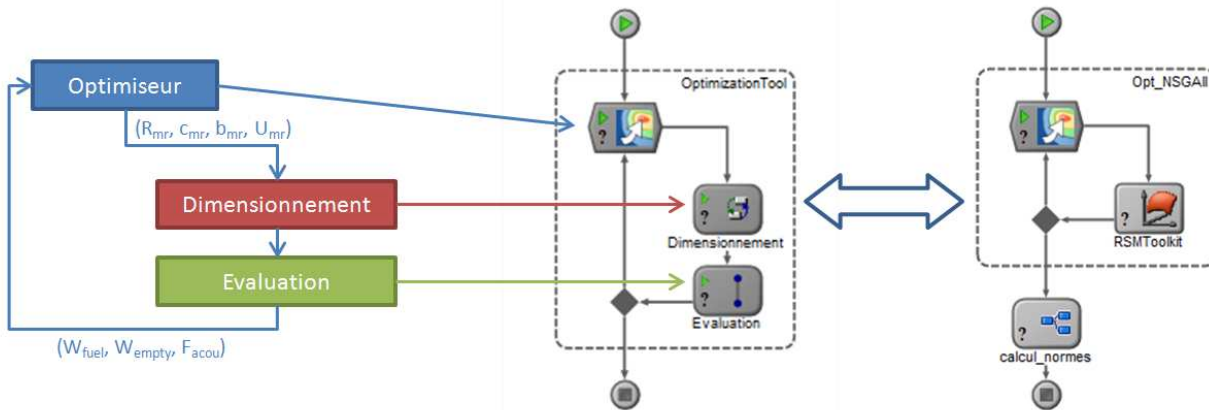 Optimiseur
(Rmr, cmr, bmr, Umr)
Dimensionnement
Evaluation
(Wfuel, Wempty, Facou)
OptimizationTool
?
?
Dimensionnement
?
Evaluation
Opt_NSGAII
?
?
RSMToolkit
?
calcul_normes